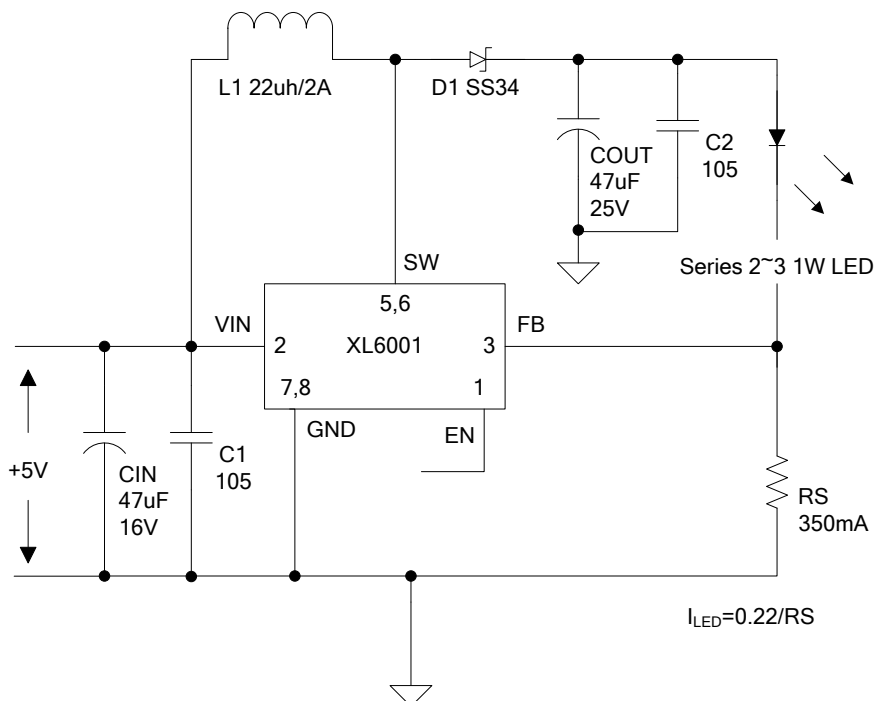 L1 22uh/2A
D1 SS34
COUT
47uF
25V
C2
105
Series 2~3 1W LED
SW
5,6
VIN
2
XL6001
3
FB
7,8
1
GND
EN
+5V
CIN
47uF
16V
C1
105
RS
350mA
I_LED=0.22/RS